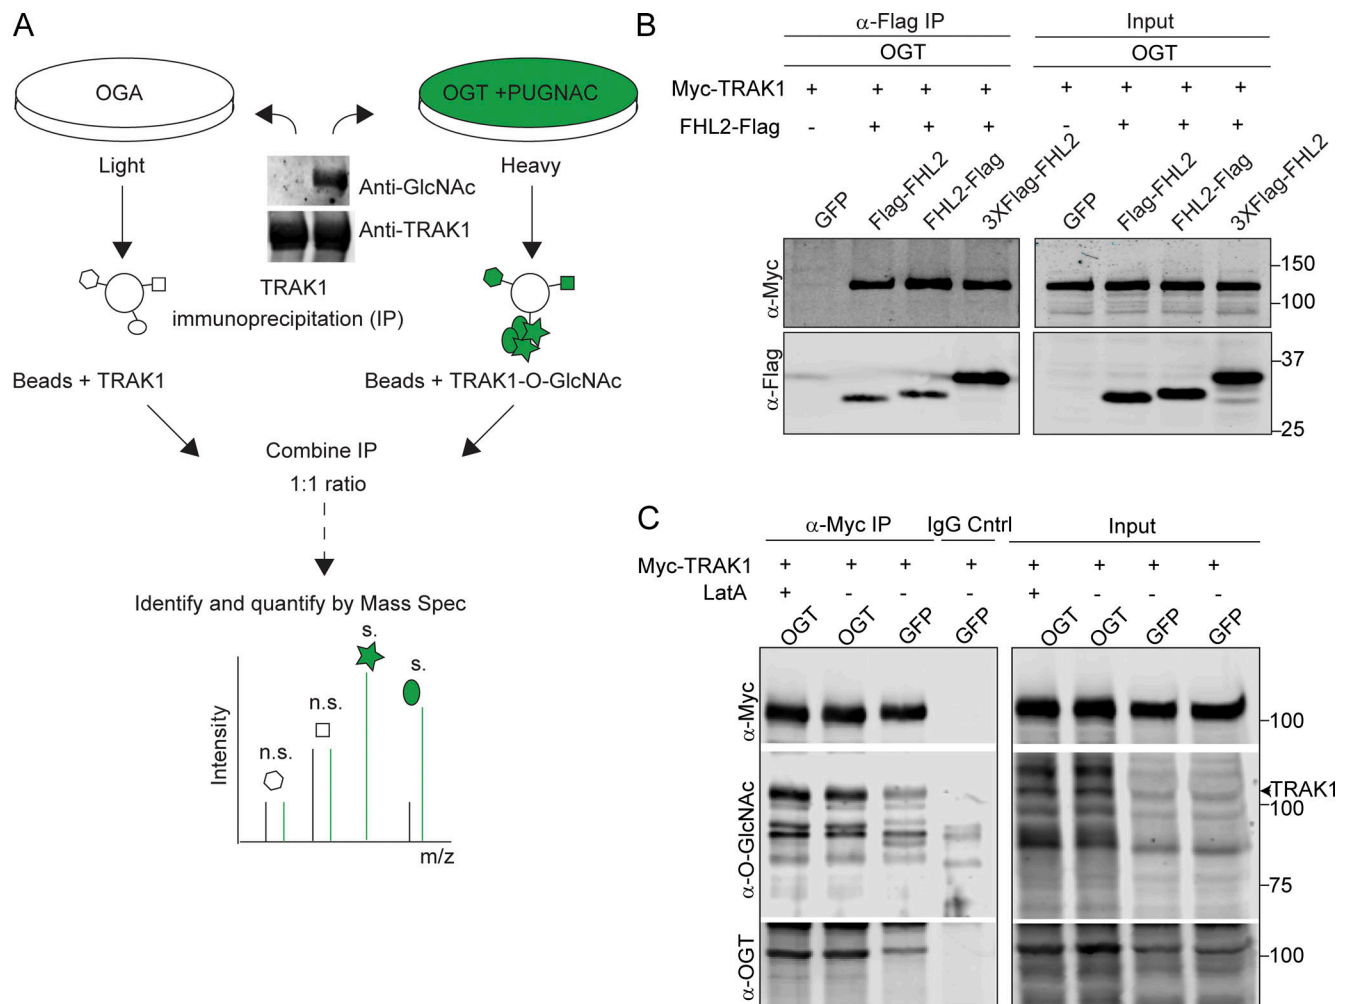 A
OGA
OGT +PUGNAC
Light
Heavy
Anti-GlcNAc
Anti-TRAK1
TRAK1
immunoprecipitation (IP)
Beads + TRAK1
Beads + TRAK1-O-GlcNAc
Combine IP
1:1 ratio
Identify and quantify by Mass Spec
s.
s.
n.s.
n.s.
Intensity
m/z
B
α-Flag IP
Input
OGT
OGT
Myc-TRAK1 + + + + + + + +
FHL2-Flag - + + + - + + +
GFP Flag-FHL2 FHL2-Flag 3XFlag-FHL2 GFP Flag-FHL2 FHL2-Flag 3XFlag-FHL2
α-Myc
150
100
α-Flag
37
25
C
α-Myc IP IgG Cntrl Input
Myc-TRAK1 + + + + + + + +
LatA + - - - + - - -
OGT OGT GFP GFP OGT OGT GFP GFP
α-Myc
100
α-O-GlcNAc
TRAK1
100
75
α-OGT
100